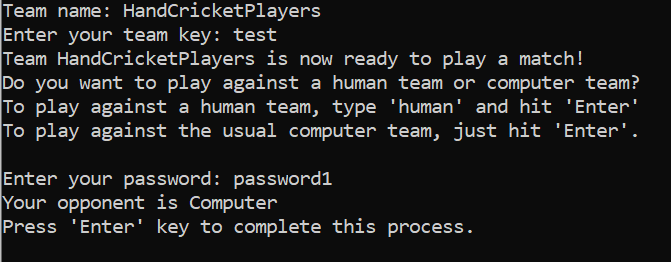 Team name: HandCricketPlayers
Enter your team key: test
Team HandCricketPlayers is now ready to play a match!
Do you want to play against a human team or computer team?
To play against a human team, type 'human' and hit 'Enter'
To play against the usual computer team, just hit 'Enter'.
Enter your password: password1
Your opponent is Computer
Press 'Enter' key to complete this process.